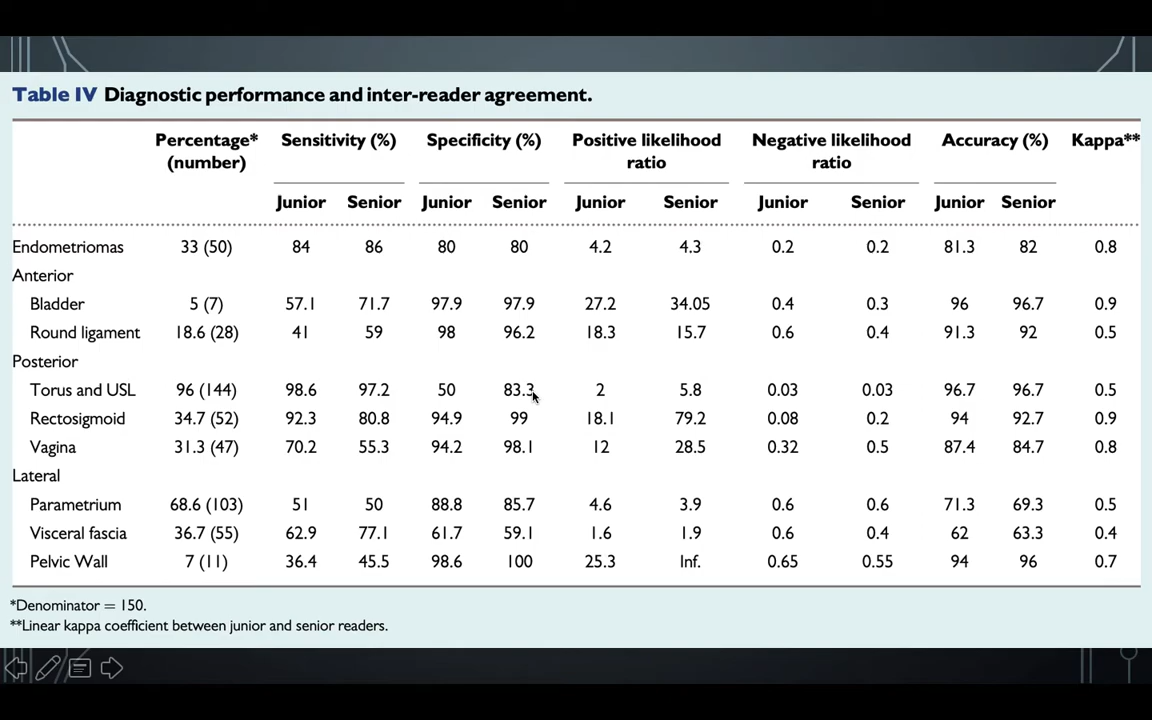 Table IV Diagnostic performance and inter-reader agreement.
Percentage* Sensitivity (%) Specificity (%) Positive likelihood Negative likelihood Accuracy (%) Kappa**
(number) ratio ratio
Junior Senior Junior Senior Junior Senior Junior Senior Junior Senior
Endometriomas 33 (50) 84 86 80 80 4.2 4.3 0.2 0.2 81.3 82 0.8
Anterior
Bladder 5 (7) 57.1 71.7 97.9 97.9 27.2 34.05 0.4 0.3 96 96.7 0.9
Round ligament 18.6 (28) 41 59 98 96.2 18.3 15.7 0.6 0.4 91.3 92 0.5
Posterior
Torus and USL 96 (144) 98.6 97.2 50 83.3 2 5.8 0.03 0.03 96.7 96.7 0.5
Rectosigmoid 34.7 (52) 92.3 80.8 94.9 99 18.1 79.2 0.08 0.2 94 92.7 0.9
Vagina 31.3 (47) 70.2 55.3 94.2 98.1 12 28.5 0.32 0.5 87.4 84.7 0.8
Lateral
Parametrium 68.6 (103) 51 50 88.8 85.7 4.6 3.9 0.6 0.6 71.3 69.3 0.5
Visceral fascia 36.7 (55) 62.9 77.1 61.7 59.1 1.6 1.9 0.6 0.4 62 63.3 0.4
Pelvic Wall 7 (11) 36.4 45.5 98.6 100 25.3 Inf. 0.65 0.55 94 96 0.7
*Denominator = 150.
**Linear kappa coefficient between junior and senior readers.